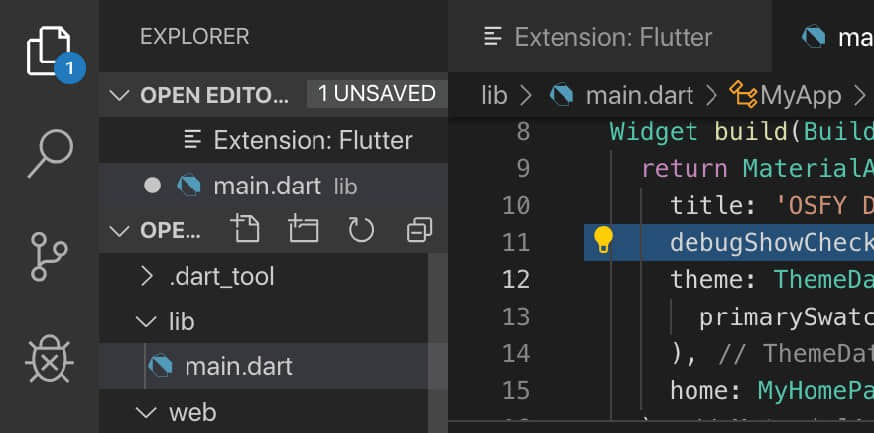 EXPLORER
OPEN EDITO... 1 UNSAVED
Extension: Flutter
main.dart lib
OPE...
.dart_tool
lib
main.dart
web
1
Extension: Flutter
ma
lib > main.dart > MyApp >
8 Widget build(Build
9 return MaterialA
10 title: 'OSFY D
11 debugShowCheck
12 theme: ThemeDa
13 primarySwatc
14 ), // ThemeDat
15 home: MyHomePa